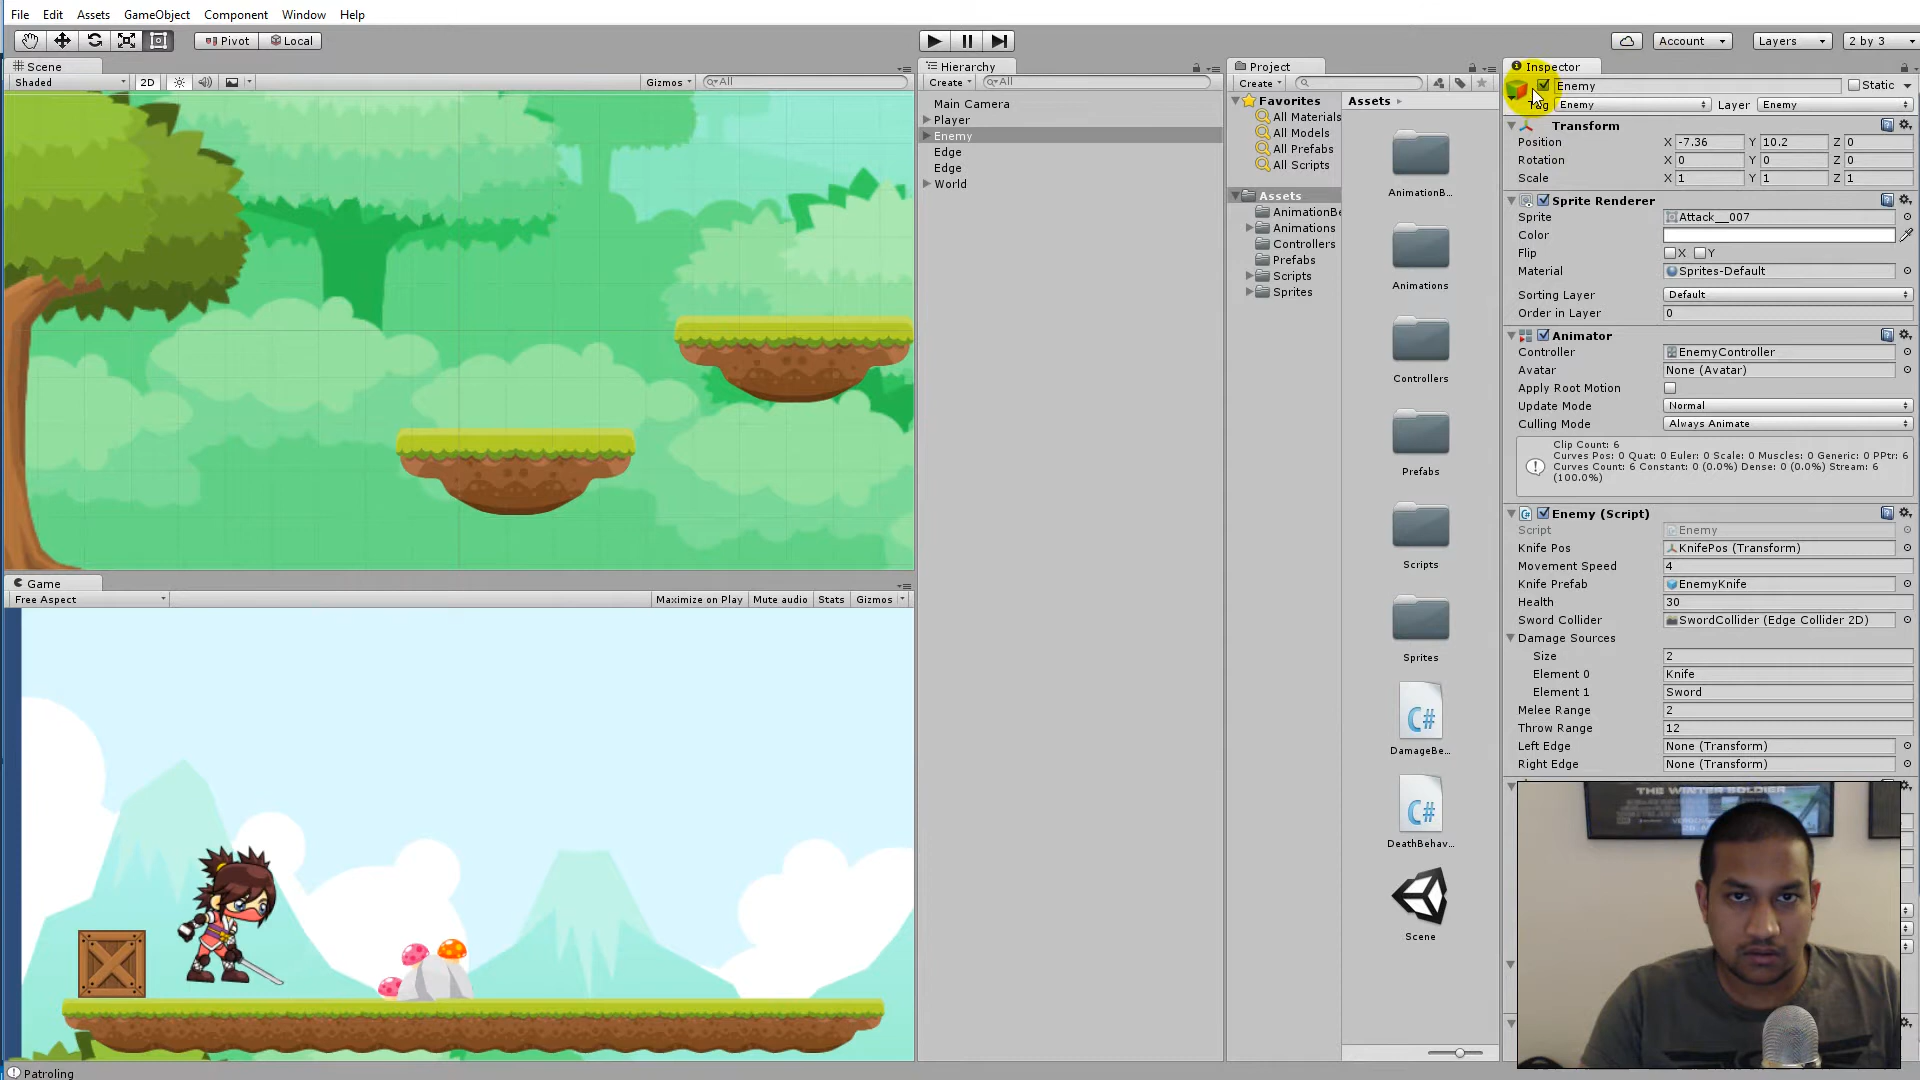 File Edit Assets GameObject Component Window Help
Pivot Local Account Layers 2 by 3
Scene
Shaded 2D Gizmos All
Hierarchy
Create All
Main Camera
Player
Enemy
Edge
Edge
World
Project
Create
Favorites
All Materials
All Models
All Prefabs
All Scripts
Assets
AnimationBe
Animations
Controllers
Prefabs
Scripts
Sprites
Assets
AnimationB...
Animations
Controllers
Prefabs
Scripts
Sprites
C#
DamageBe...
C#
DeathBehav...
Scene
Inspector
Enemy Static
Tag Enemy Layer Enemy
Transform
Position X -7.36 Y 10.2 Z 0
Rotation X 0 Y 0 Z 0
Scale X 1 Y 1 Z 1
Sprite Renderer
Sprite Attack__007
Color
Flip X Y
Material Sprites-Default
Sorting Layer Default
Order in Layer 0
Animator
Controller EnemyController
Avatar None (Avatar)
Apply Root Motion
Update Mode Normal
Culling Mode Always Animate
Clip Count: 6
Curves Pos: 0 Quat: 0 Euler: 0 Scale: 0 Muscles: 0 Generic: 0 PPtr: 6
Curves Count: 6 Constant: 0 (0.0%) Dense: 0 (0.0%) Stream: 6
(100.0%)
Enemy (Script)
Script Enemy
Knife Pos KnifePos (Transform)
Movement Speed 4
Knife Prefab EnemyKnife
Health 30
Sword Collider SwordCollider (Edge Collider 2D)
Damage Sources
Size 2
Element 0 Knife
Element 1 Sword
Melee Range 2
Throw Range 12
Left Edge None (Transform)
Right Edge None (Transform)
THE WINTER SOLDIER
Game
Free Aspect Maximize on Play Mute audio Stats Gizmos
Patroling